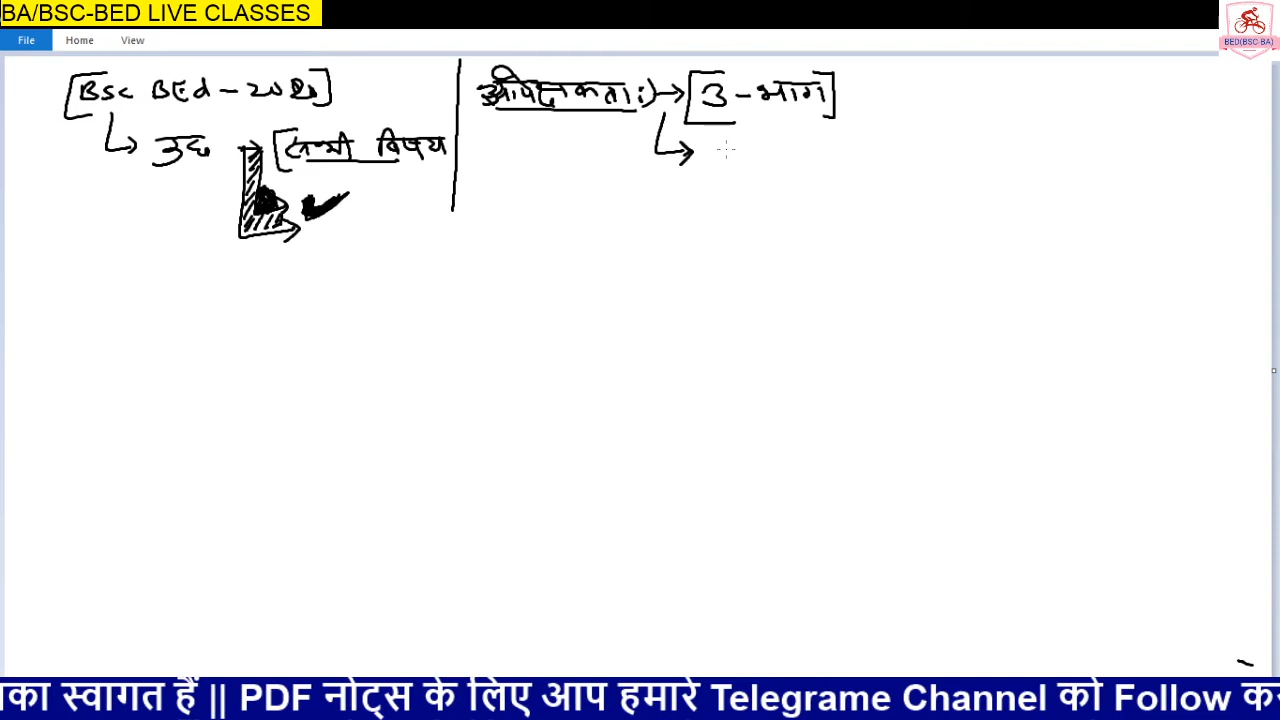 BA/BSC-BED LIVE CLASSES
BED(BSC BA)
File Home View
[BSc BEd -
→ [सभी विषय
→ [3 - भाग]
का स्वागत हैं || PDF नोट्स के लिए आप हमारे Telegrame Channel को Follow